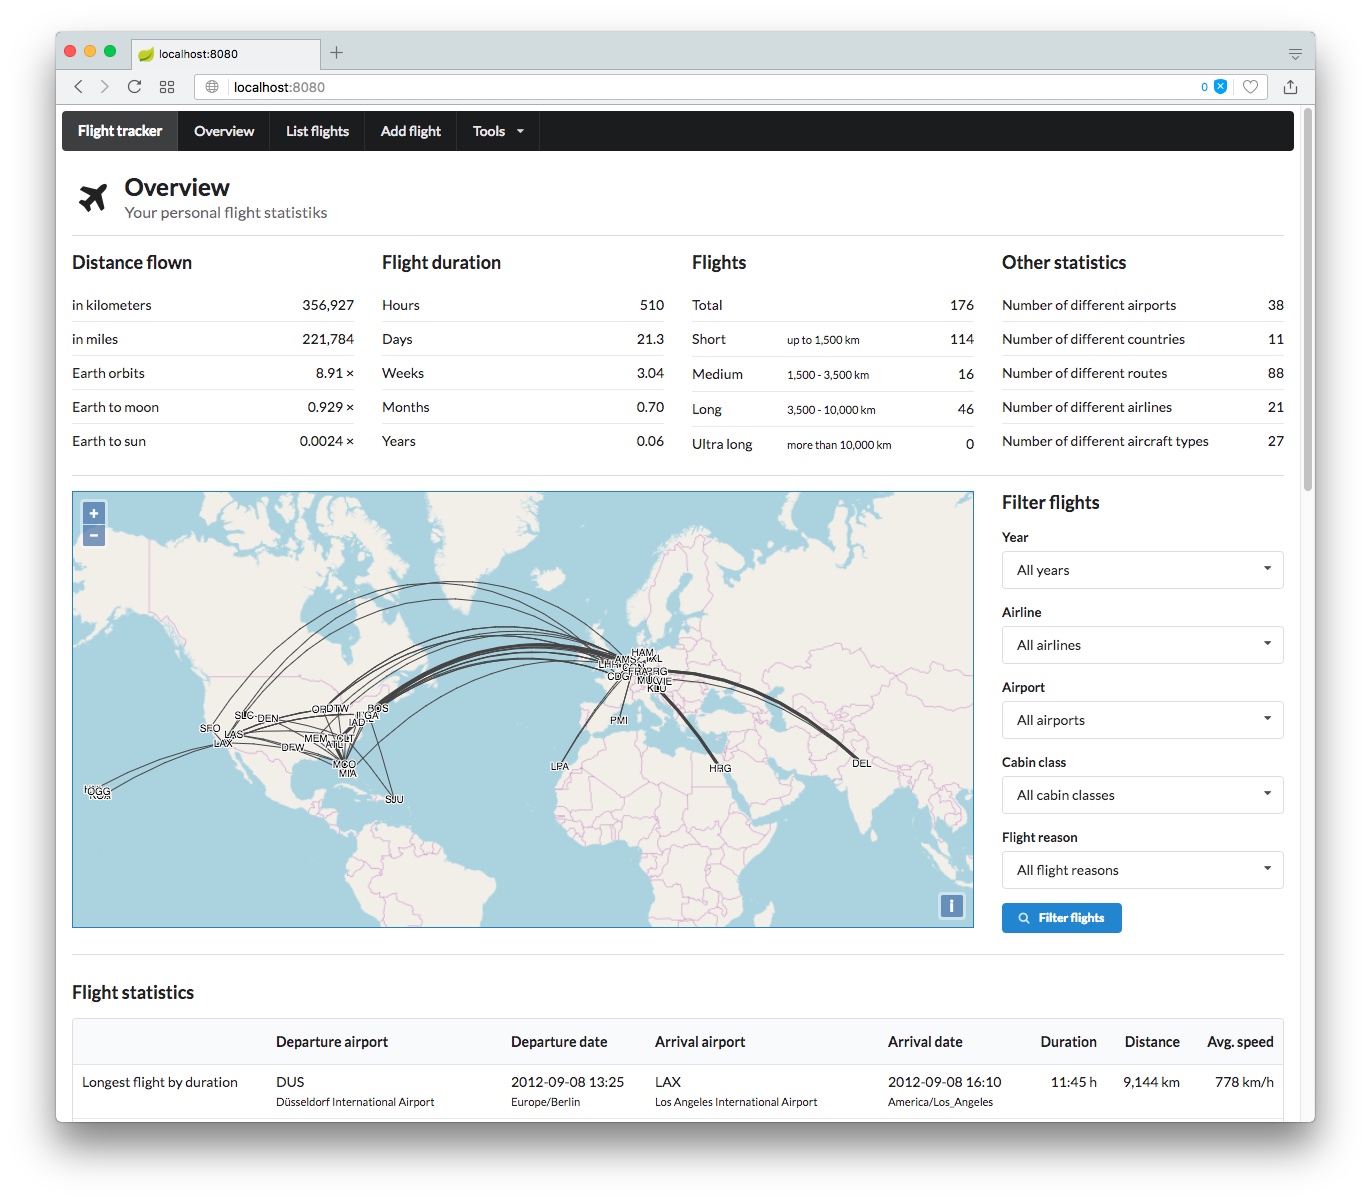 localhost:8080
localhost:8080
0
Flight tracker Overview List flights Add flight Tools
Overview
Your personal flight statistiks
Distance flown
in kilometers 356,927
in miles 221,784
Earth orbits 8.91 ×
Earth to moon 0.929 ×
Earth to sun 0.0024 ×
Flight duration
Hours 510
Days 21.3
Weeks 3.04
Months 0.70
Years 0.06
Flights
Total 176
Short up to 1,500 km 114
Medium 1,500 - 3,500 km 16
Long 3,500 - 10,000 km 46
Ultra long more than 10,000 km 0
Other statistics
Number of different airports 38
Number of different countries 11
Number of different routes 88
Number of different airlines 21
Number of different aircraft types 27
+
−
HAM
CDG
KLU
PMI
LPA
HRG
DEL
BOS
DTW
SLC
DEN
SFO
LAS
LAX
DFW
MEM
CLT
ATL
IAD
MCO
MIA
SJU
OGG
i
Filter flights
Year
All years
Airline
All airlines
Airport
All airports
Cabin class
All cabin classes
Flight reason
All flight reasons
Filter flights
Flight statistics
Departure airport Departure date Arrival airport Arrival date Duration Distance Avg. speed
Longest flight by duration DUS 2012-09-08 13:25 LAX 2012-09-08 16:10 11:45 h 9,144 km 778 km/h
Düsseldorf International Airport Europe/Berlin Los Angeles International Airport America/Los_Angeles